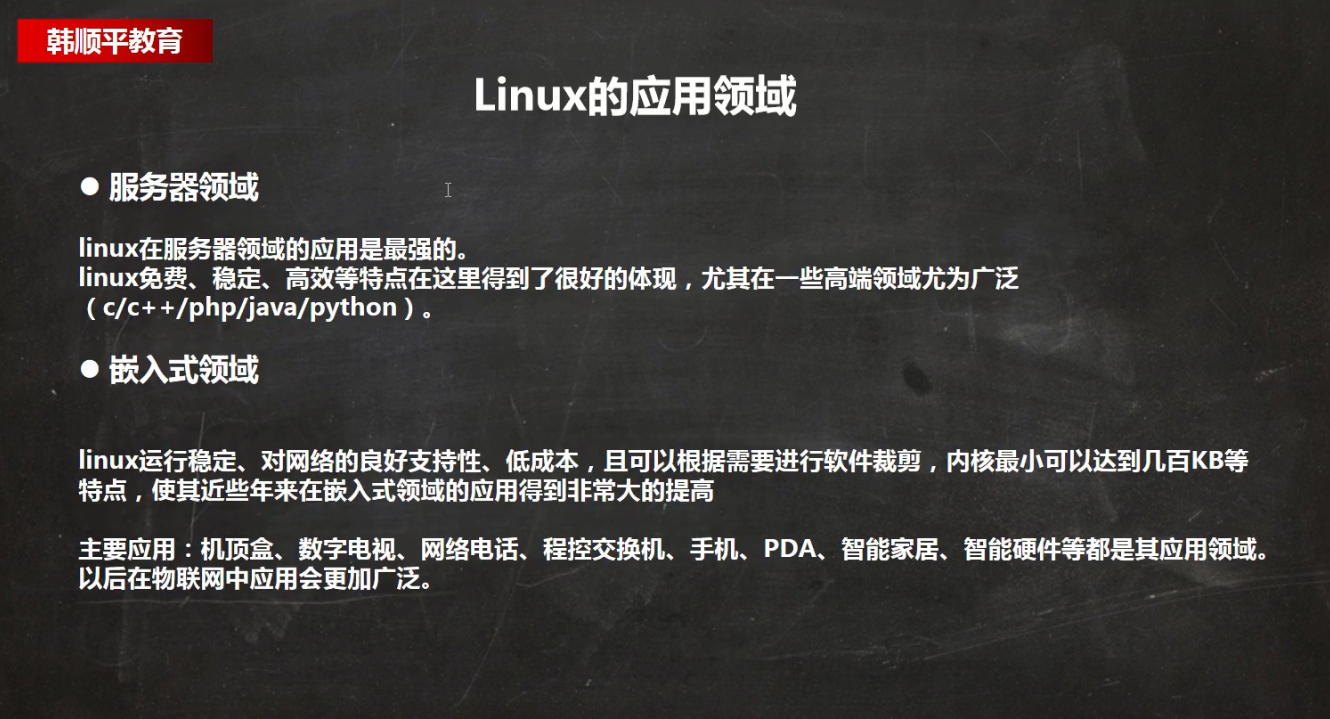 韩顺平教育
Linux的应用领域
● 服务器领域
linux在服务器领域的应用是最强的。
linux免费、稳定、高效等特点在这里得到了很好的体现，尤其在一些高端领域尤为广泛
（c/c++/php/java/python）。
● 嵌入式领域
linux运行稳定、对网络的良好支持性、低成本，且可以根据需要进行软件裁剪，内核最小可以达到几百KB等
特点，使其近些年来在嵌入式领域的应用得到非常大的提高
主要应用：机顶盒、数字电视、网络电话、程控交换机、手机、PDA、智能家居、智能硬件等都是其应用领域。
以后在物联网中应用会更加广泛。